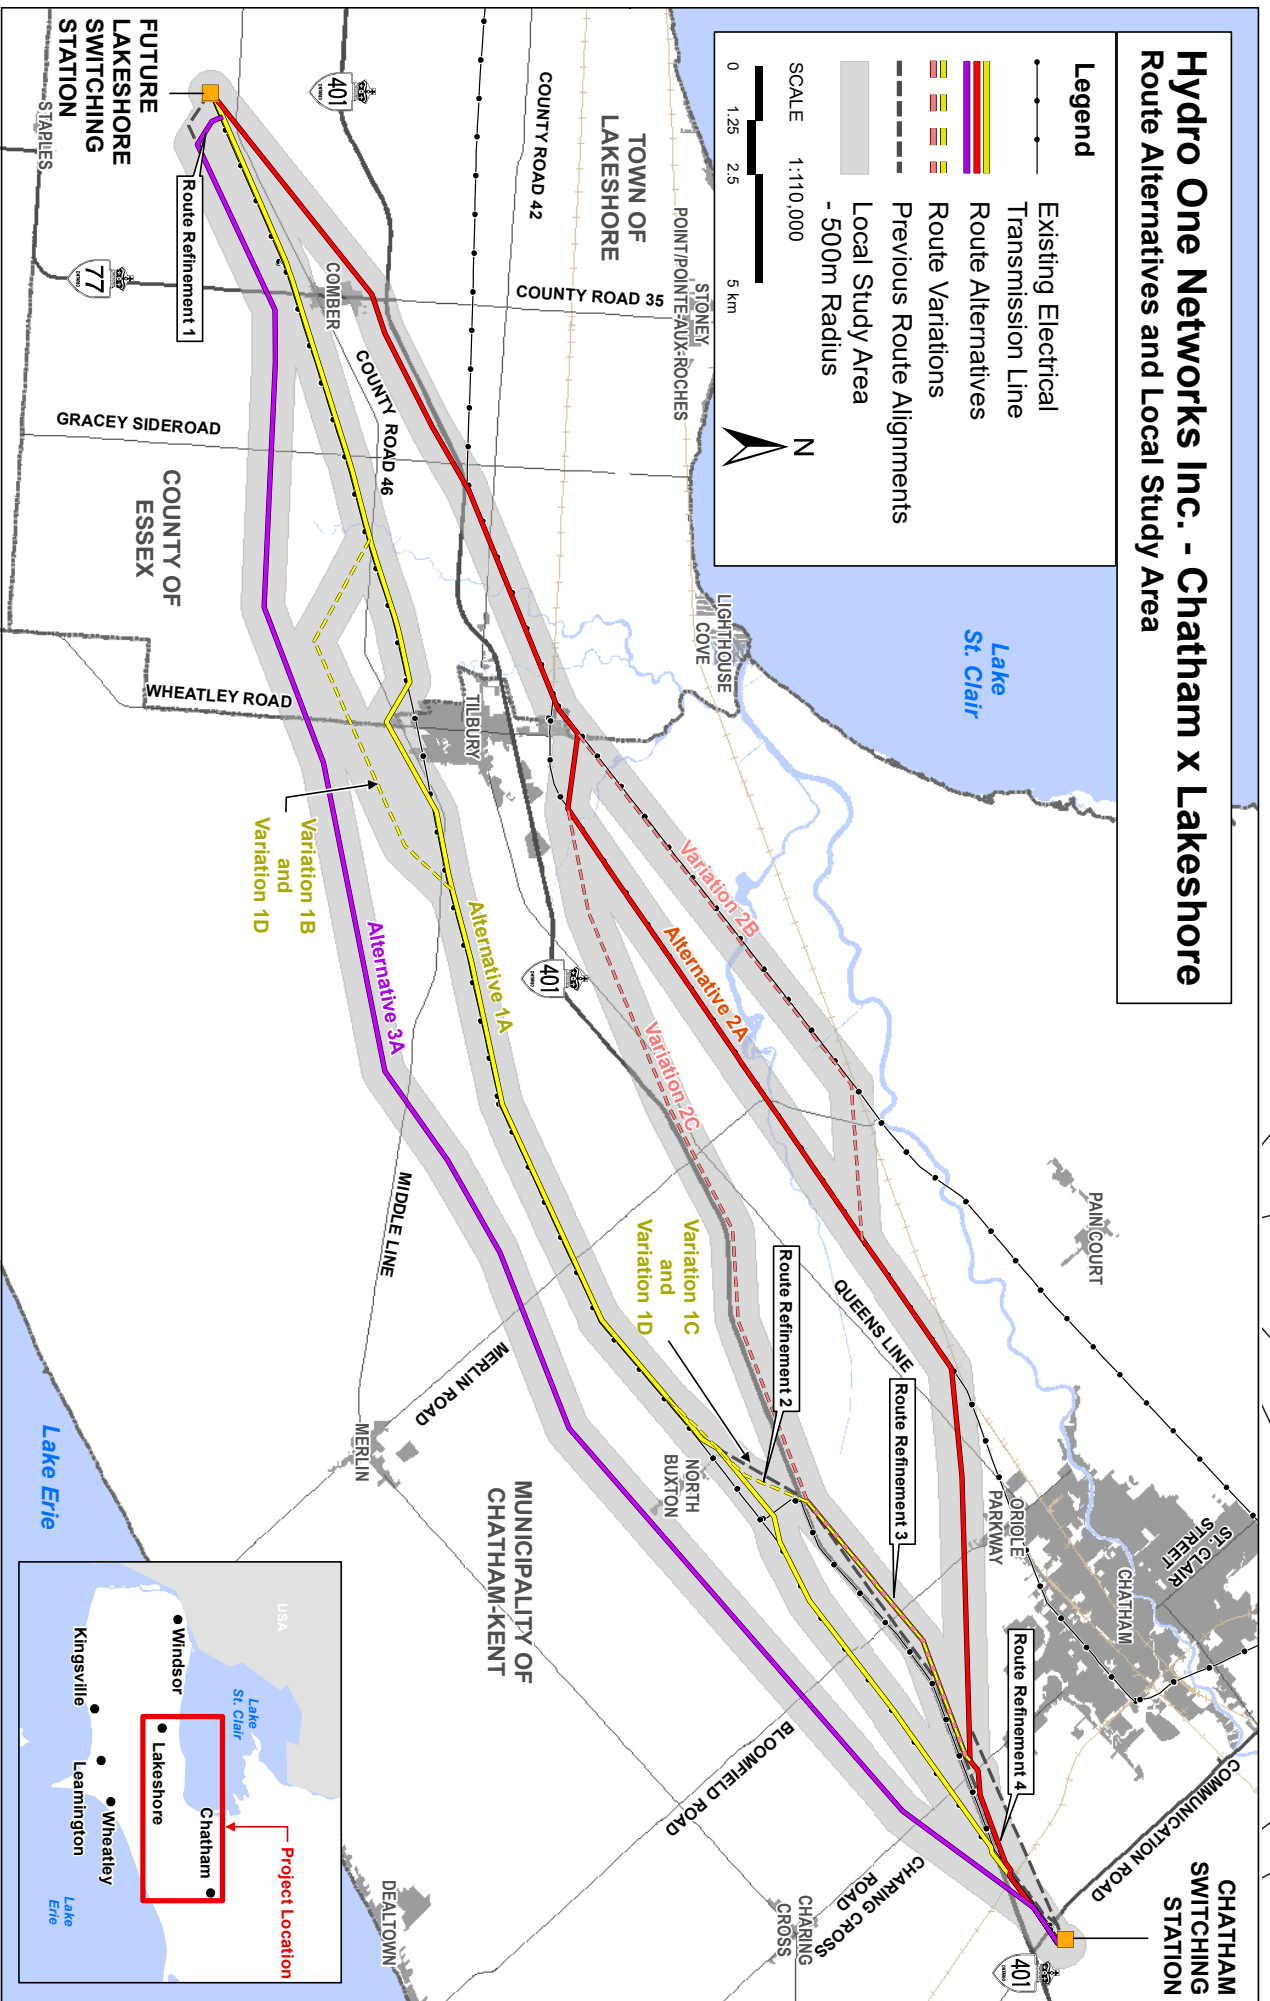 Hydro One Networks Inc. - Chatham x Lakeshore
Route Alternatives and Local Study Area
Legend
Existing Electrical
Transmission Line
Route Alternatives
Route Variations
Previous Route Alignments
Local Study Area
- 500m Radius
SCALE 1:110,000
0 1.25 2.5 5 km
N
Lake
St. Clair
PAINCOURT
ST. CLAIR
STREET
CHATHAM
COMMUNICATION ROAD
CHATHAM
SWITCHING
STATION
STONEY
POINT/POINTE-AUX-ROCHES
LIGHTHOUSE
COVE
TOWN OF
LAKESHORE
COUNTY ROAD 42
COUNTY ROAD 35
401
ONTARIO
FUTURE
LAKESHORE
SWITCHING
STATION
STAPLES
Route Refinement 1
77
ONTARIO
COMBER
COUNTY ROAD 46
GRACEY SIDEROAD
COUNTY OF
ESSEX
WHEATLEY ROAD
TILBURY
Variation 2B
Alternative 2A
Variation 2C
401
ONTARIO
Alternative 1A
Alternative 3A
Variation 1B
and
Variation 1D
MIDDLE LINE
QUEENS LINE
Variation 1C
and
Variation 1D
Route Refinement 2
Route Refinement 3
Route Refinement 4
ORIOLE
PARKWAY
MERLIN ROAD
MERLIN
NORTH
BUXTON
MUNICIPALITY OF
CHATHAM-KENT
BLOOMFIELD ROAD
CHARING CROSS
ROAD
CHARING
CROSS
401
ONTARIO
DEALTOWN
Lake Erie
USA
Lake
St. Clair
Windsor
Kingsville
Lakeshore
Leamington
Wheatley
Chatham
Project Location
Lake
Erie